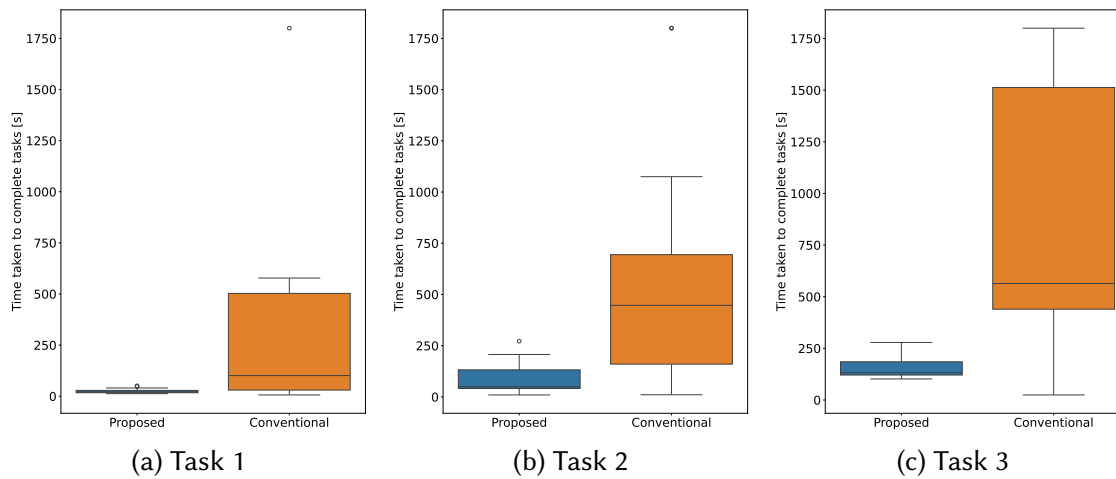 Time taken to complete tasks [s]
1750
1500
1250
1000
750
500
250
0
Proposed
Conventional
(a) Task 1
Time taken to complete tasks [s]
1750
1500
1250
1000
750
500
250
0
Proposed
Conventional
(b) Task 2
Time taken to complete tasks [s]
1750
1500
1250
1000
750
500
250
0
Proposed
Conventional
(c) Task 3